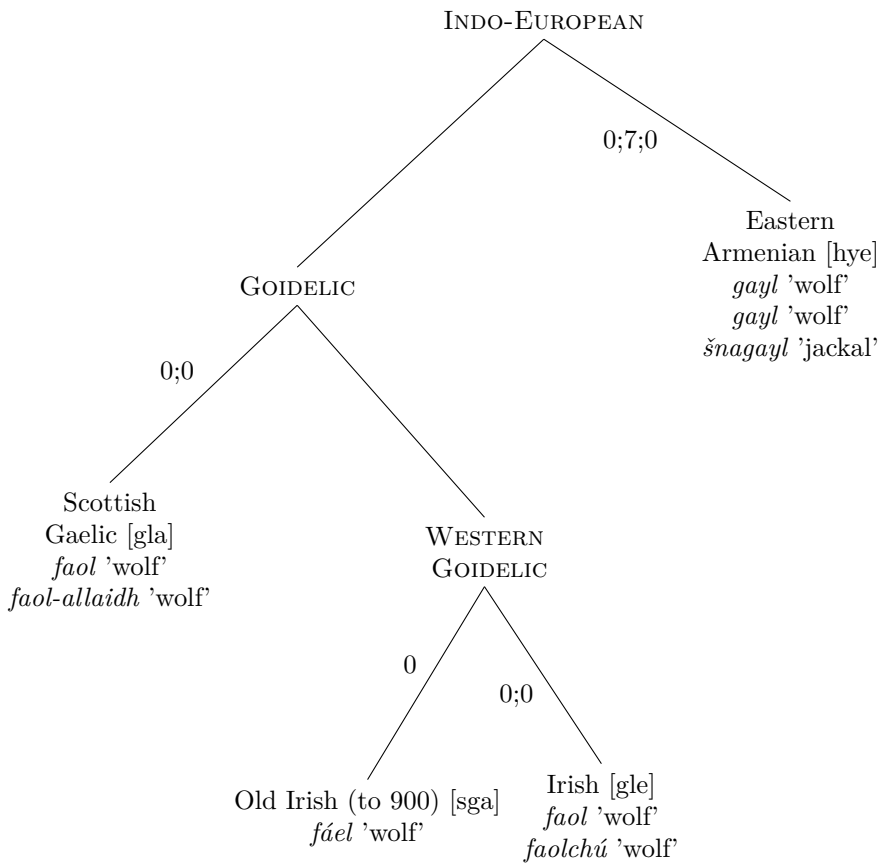 INDO-EUROPEAN
0;7;0
Eastern
Armenian [hye]
gayl 'wolf'
gayl 'wolf'
šnagayl 'jackal'
GOIDELIC
0;0
Scottish
Gaelic [gla]
faol 'wolf'
faol-allaidh 'wolf'
WESTERN
GOIDELIC
0
0;0
Old Irish (to 900) [sga]
fáel 'wolf'
Irish [gle]
faol 'wolf'
faolchú 'wolf'